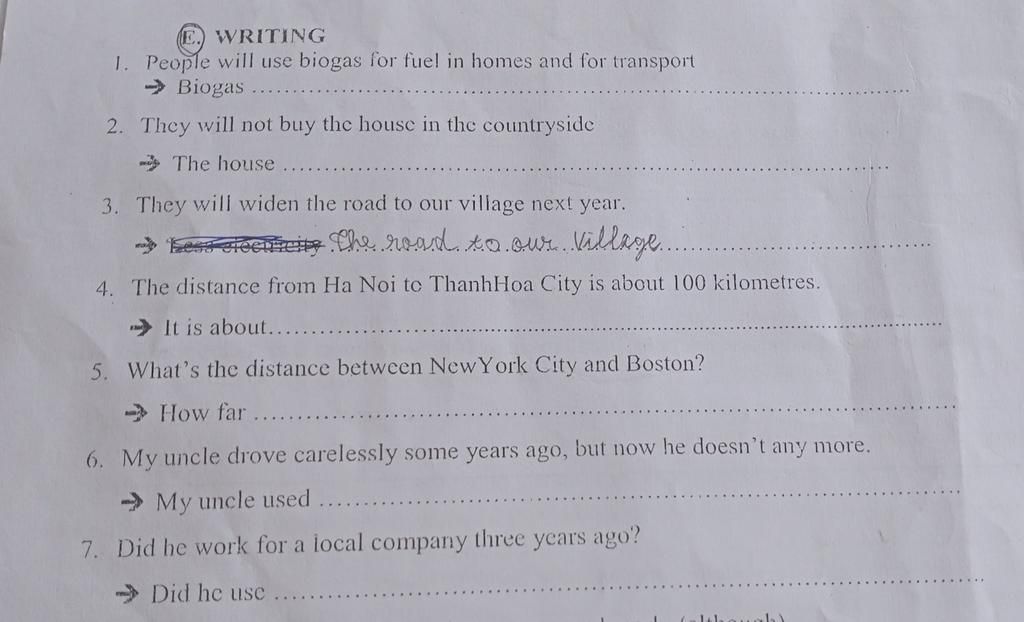 E. WRITING
1. People will use biogas for fuel in homes and for transport
→ Biogas ....................
2. They will not buy the house in the countryside
→ The house ....................
3. They will widen the road to our village next year.
→ Less electricity The road to our village ....................
4. The distance from Ha Noi to ThanhHoa City is about 100 kilometres.
→ It is about....................
5. What's the distance between NewYork City and Boston?
→ How far ....................
6. My uncle drove carelessly some years ago, but now he doesn't any more.
→ My uncle used ....................
7. Did he work for a local company three years ago?
→ Did he use ....................
(although)